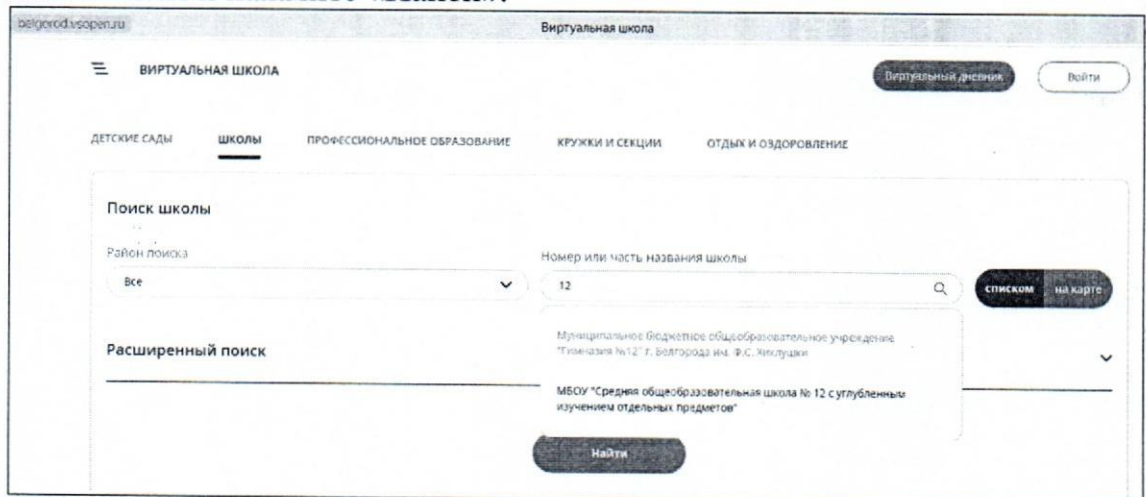 belgorod.vsopen.ru
Виртуальная школа
ВИРТУАЛЬНАЯ ШКОЛА
Виртуальный дневник
Войти
ДЕТСКИЕ САДЫ
ШКОЛЫ
ПРОФЕССИОНАЛЬНОЕ ОБРАЗОВАНИЕ
КРУЖКИ И СЕКЦИИ
ОТДЫХ И ОЗДОРОВЛЕНИЕ
Поиск школы
Район поиска
Номер или часть названия школы
Все
12
списком
на карте
Муниципальное бюджетное общеобразовательное учреждение
"Гимназия №12" г. Белгорода им. Ф.С. Хихлушки
Расширенный поиск
МБОУ "Средняя общеобразовательная школа № 12 с углубленным
изучением отдельных предметов"
Найти